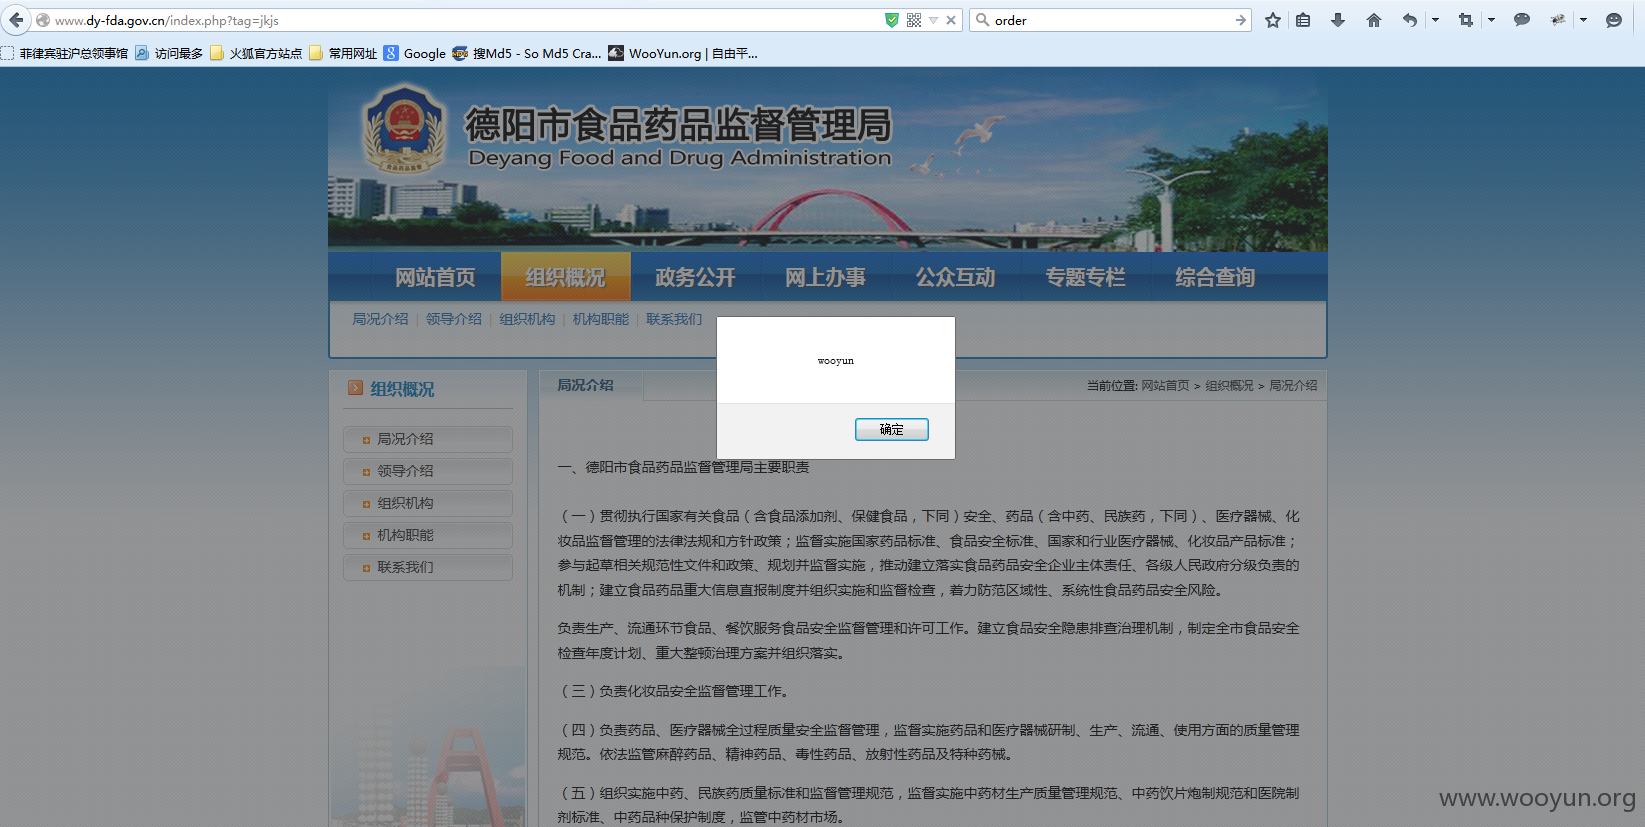 www.dy-fda.gov.cn/index.php?tag=jkjs
order
菲律宾驻沪总领事馆 访问最多 火狐官方站点 常用网址 Google 搜Md5 - So Md5 Cra... WooYun.org | 自由平...
德阳市食品药品监督管理局
Deyang Food and Drug Administration
网站首页 组织概况 政务公开 网上办事 公众互动 专题专栏 综合查询
局况介绍 | 领导介绍 | 组织机构 | 机构职能 | 联系我们
wooyun
确定
组织概况
局况介绍
领导介绍
组织机构
机构职能
联系我们
局况介绍
当前位置: 网站首页 > 组织概况 > 局况介绍
一、德阳市食品药品监督管理局主要职责
（一）贯彻执行国家有关食品（含食品添加剂、保健食品，下同）安全、药品（含中药、民族药，下同）、医疗器械、化
妆品监督管理的法律法规和方针政策；监督实施国家药品标准、食品安全标准、国家和行业医疗器械、化妆品产品标准；
参与起草相关规范性文件和政策、规划并监督实施，推动建立落实食品药品安全企业主体责任、各级人民政府分级负责的
机制；建立食品药品重大信息直报制度并组织实施和监督检查，着力防范区域性、系统性食品药品安全风险。
负责生产、流通环节食品、餐饮服务食品安全监督管理和许可工作。建立食品安全隐患排查治理机制，制定全市食品安全
检查年度计划、重大整顿治理方案并组织落实。
（三）负责化妆品安全监督管理工作。
（四）负责药品、医疗器械全过程质量安全监督管理，监督实施药品和医疗器械研制、生产、流通、使用方面的质量管理
规范。依法监管麻醉药品、精神药品、毒性药品、放射性药品及特种药械。
（五）组织实施中药、民族药质量标准和监督管理规范，监督实施中药材生产质量管理规范、中药饮片炮制规范和医院制
剂标准、中药品种保护制度，监管中药材市场。
www.wooyun.org